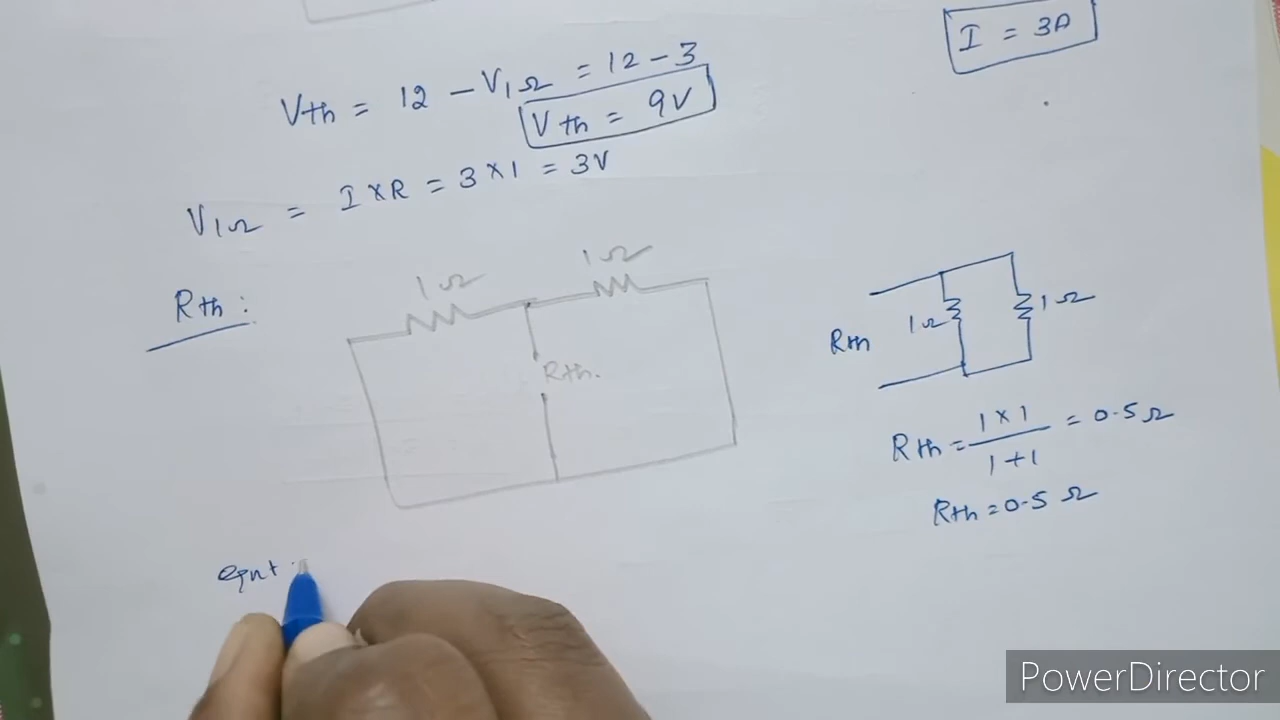 I = 3A
Vth = 12 - V1Ω = 12 - 3
Vth = 9V
V1Ω = I × R = 3 × 1 = 3V
Rth :
1Ω
1Ω
Rth.
Rth
1Ω
1Ω
Rth = 1 × 1 / 1 + 1 = 0.5 Ω
Rth = 0.5 Ω
eqnt
PowerDirector